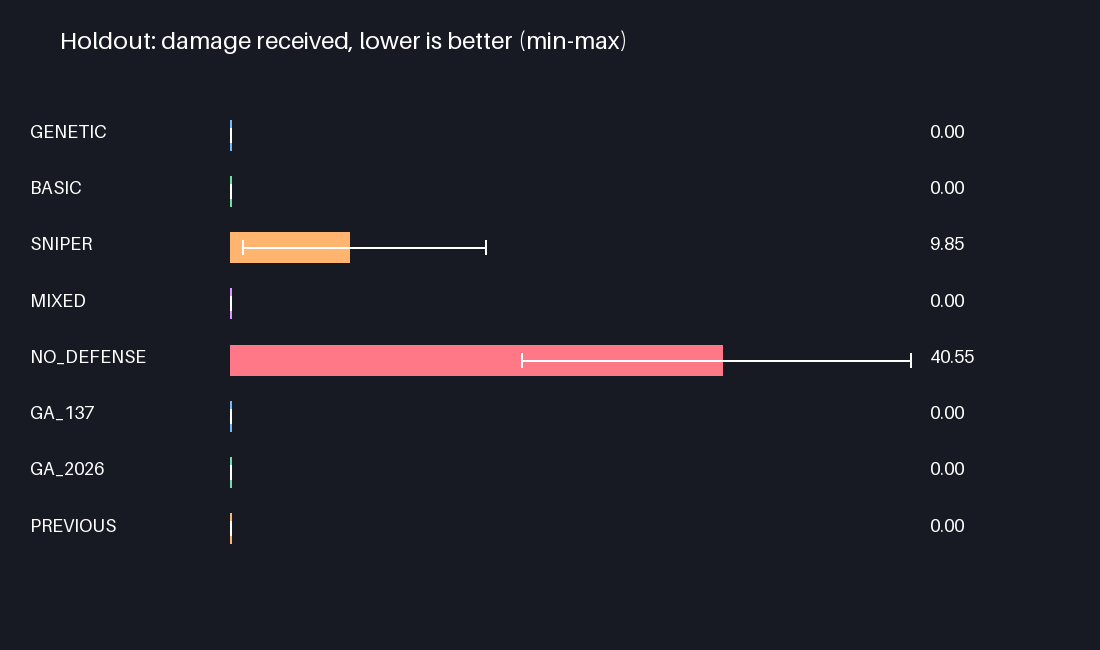 Holdout: damage received, lower is better (min-max)
GENETIC 0.00
BASIC 0.00
SNIPER 9.85
MIXED 0.00
NO_DEFENSE 40.55
GA_137 0.00
GA_2026 0.00
PREVIOUS 0.00